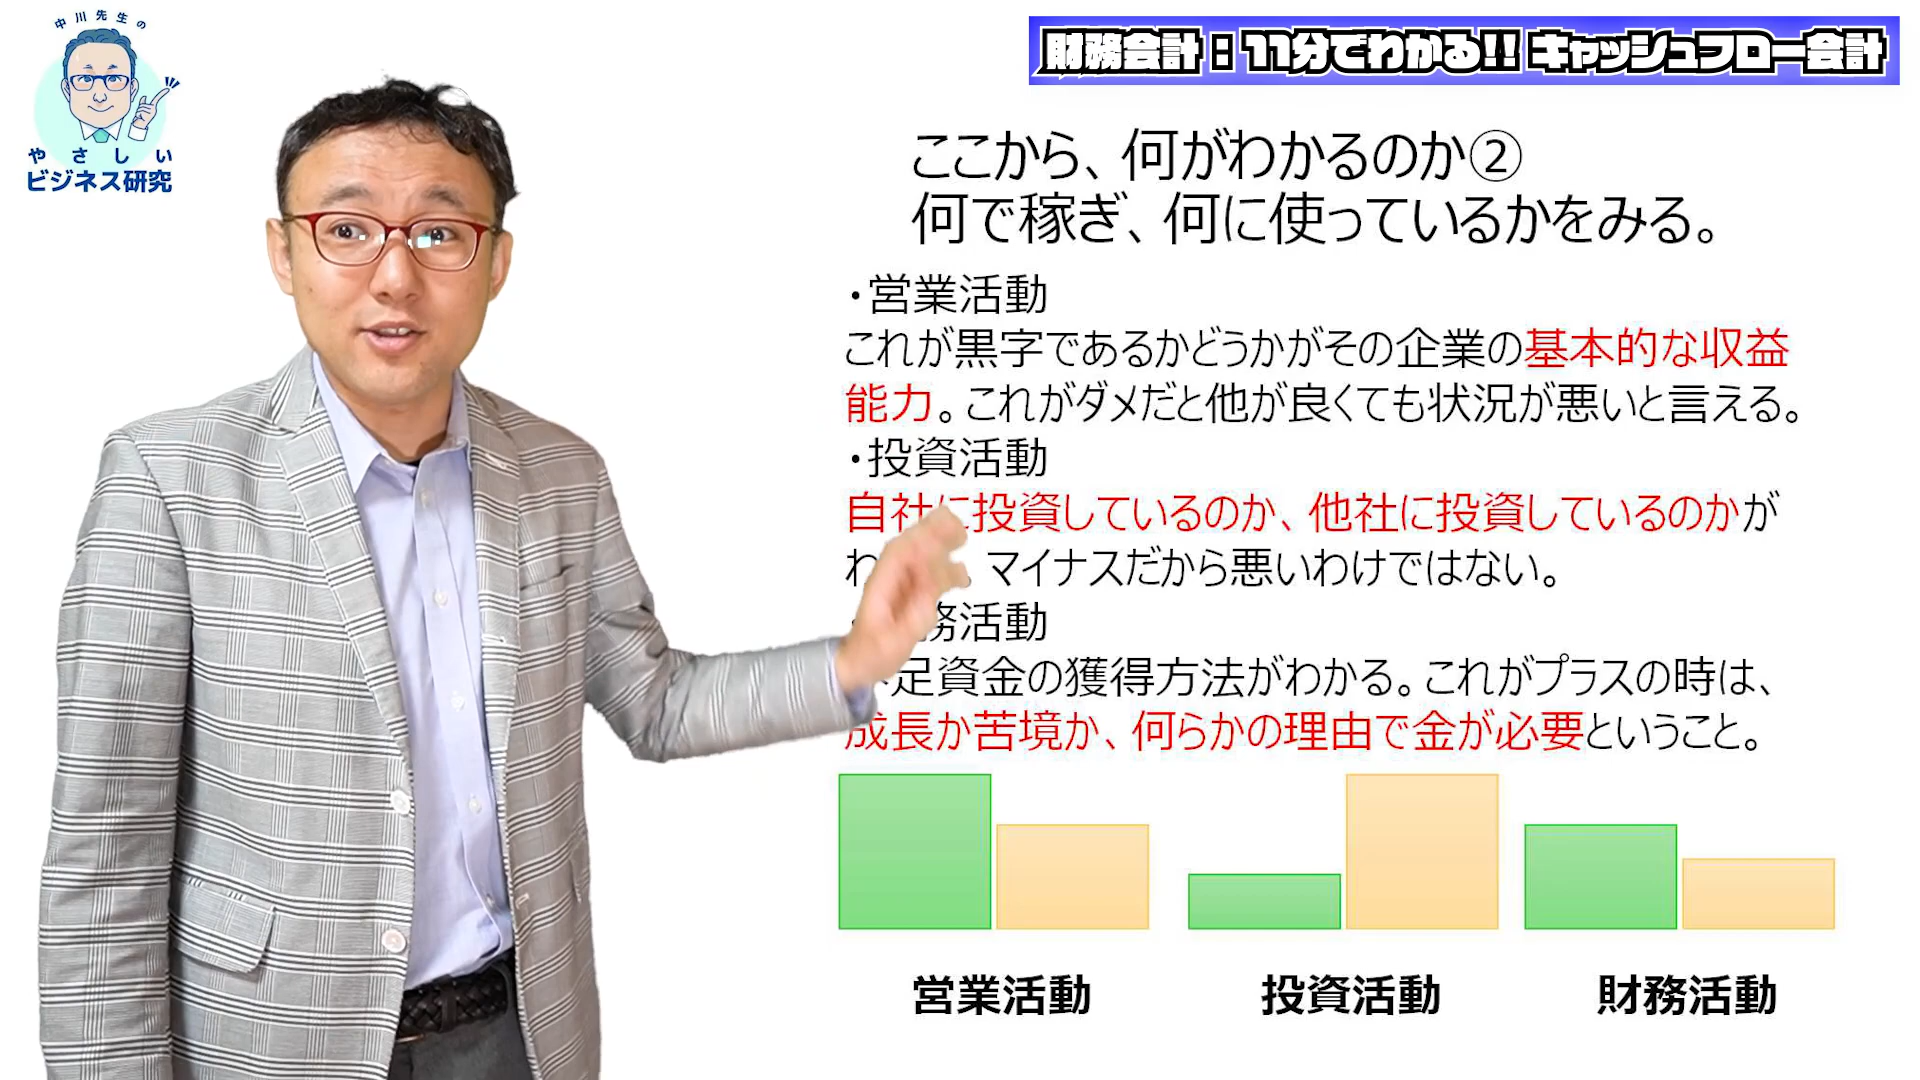 中川先生の
やさしい
ビジネス研究
財務会計：11分でわかる!! キャッシュフロー会計
ここから、何がわかるのか②
何で稼ぎ、何に使っているかをみる。
・営業活動
これが黒字であるかどうかがその企業の基本的な収益
能力。これがダメだと他が良くても状況が悪いと言える。
・投資活動
自社に投資しているのか、他社に投資しているのかが
わ。マイナスだから悪いわけではない。
務活動
足資金の獲得方法がわかる。これがプラスの時は、
成長か苦境か、何らかの理由で金が必要ということ。
営業活動
投資活動
財務活動